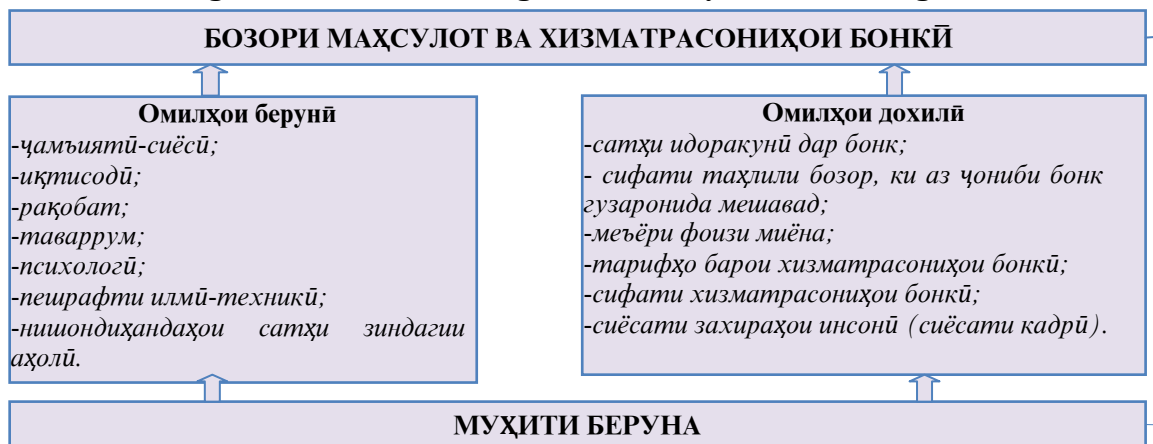 БОЗОРИ МАҲСУЛОТ ВА ХИЗМАТРАСОНИҲОИ БОНКӢ
Омилҳои берунӣ
-ҷамъиятӣ-сиёсӣ;
-иқтисодӣ;
-рақобат;
-таваррум;
-психологӣ;
-пешрафти илмӣ-техникӣ;
-нишондиҳандаҳои сатҳи зиндагии
аҳолӣ.
Омилҳои дохилӣ
-сатҳи идоракунӣ дар бонк;
- сифати таҳлили бозор, ки аз ҷониби бонк
гузаронида мешавад;
-меъёри фоизи миёна;
-тарифҳо барои хизматрасониҳои бонкӣ;
-сифати хизматрасониҳои бонкӣ;
-сиёсати захираҳои инсонӣ (сиёсати кадрӣ).
МУҲИТИ БЕРУНА